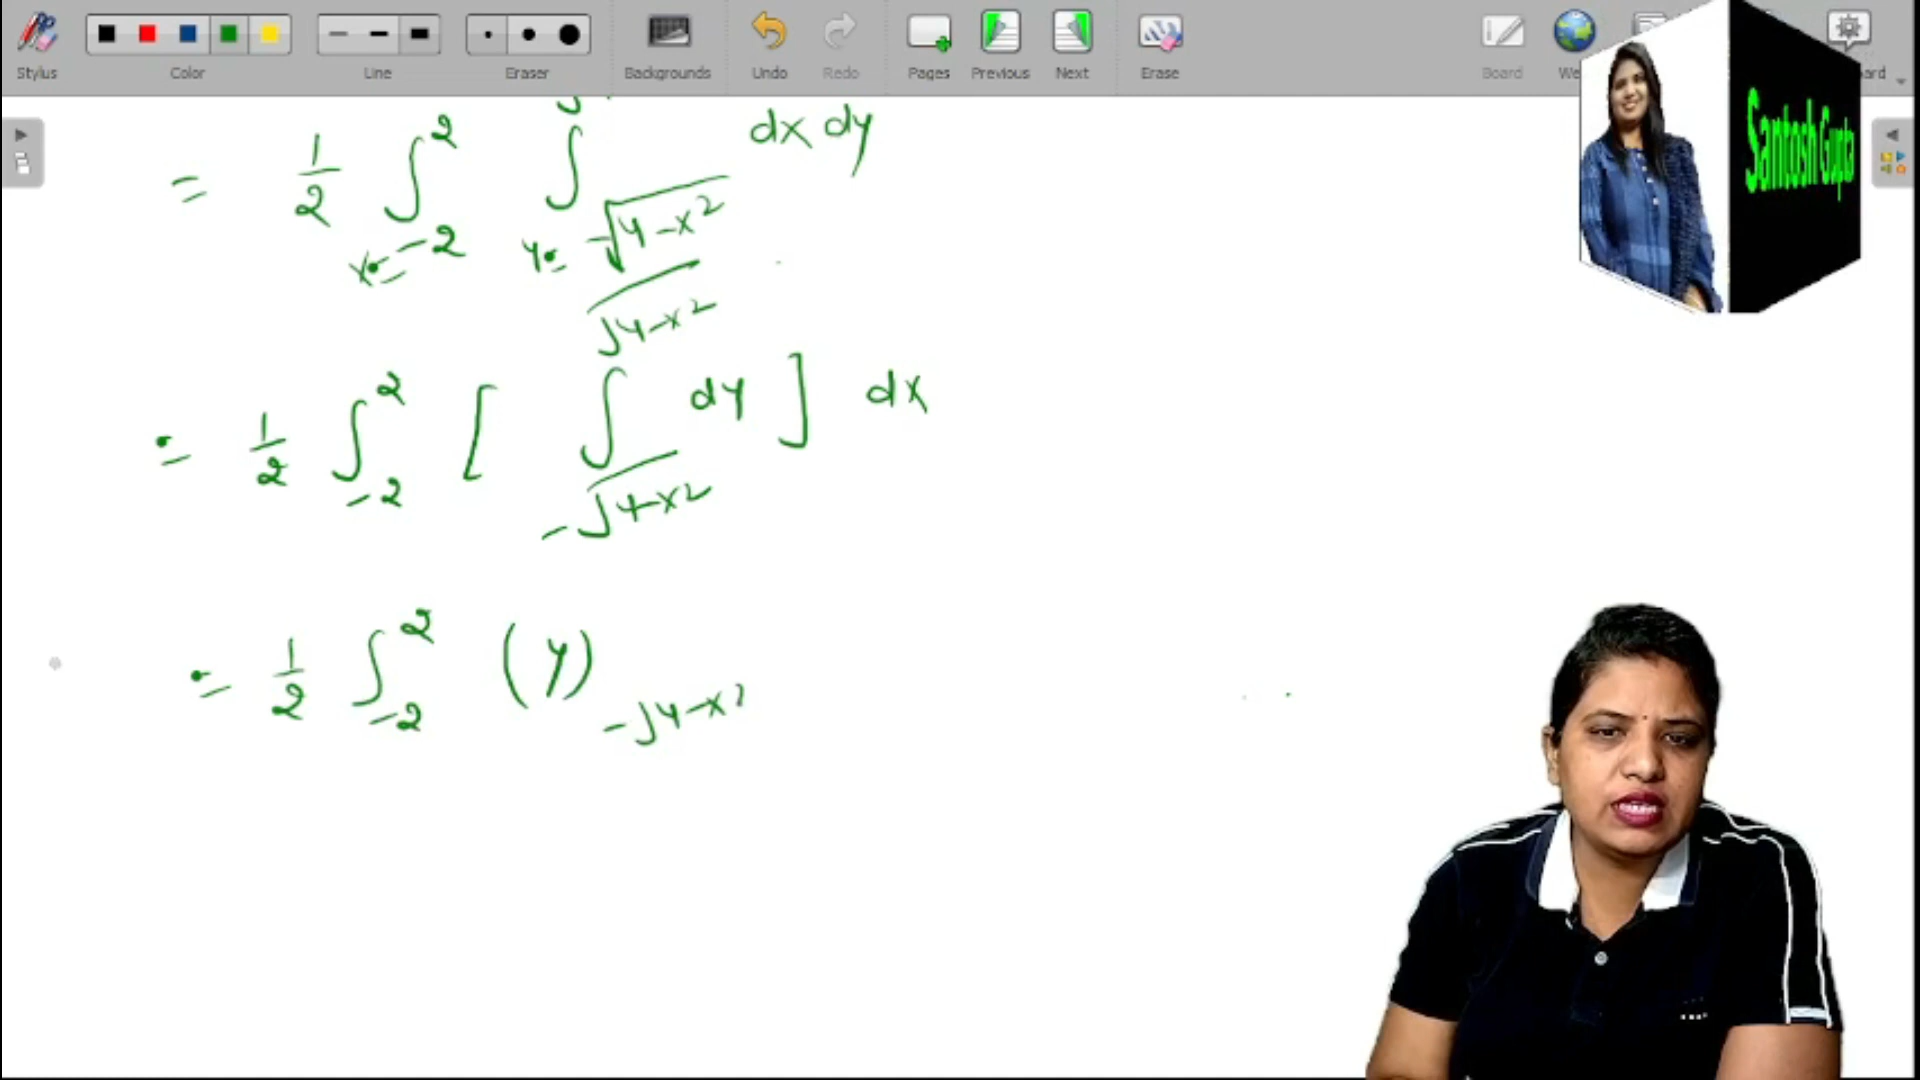 Stylus Color Line Eraser Backgrounds Undo Redo Pages Previous Next Erase Board
Santosh Gupta
= 1/2 ∫_{x=-2}^{2} ∫_{y=-√(4-x²)} dx dy
= 1/2 ∫_{-2}^{2} [ ∫_{-√(4-x²)}^{√(4-x²)} dy ] dx
= 1/2 ∫_{-2}^{2} (y)_{-√(4-x²)}